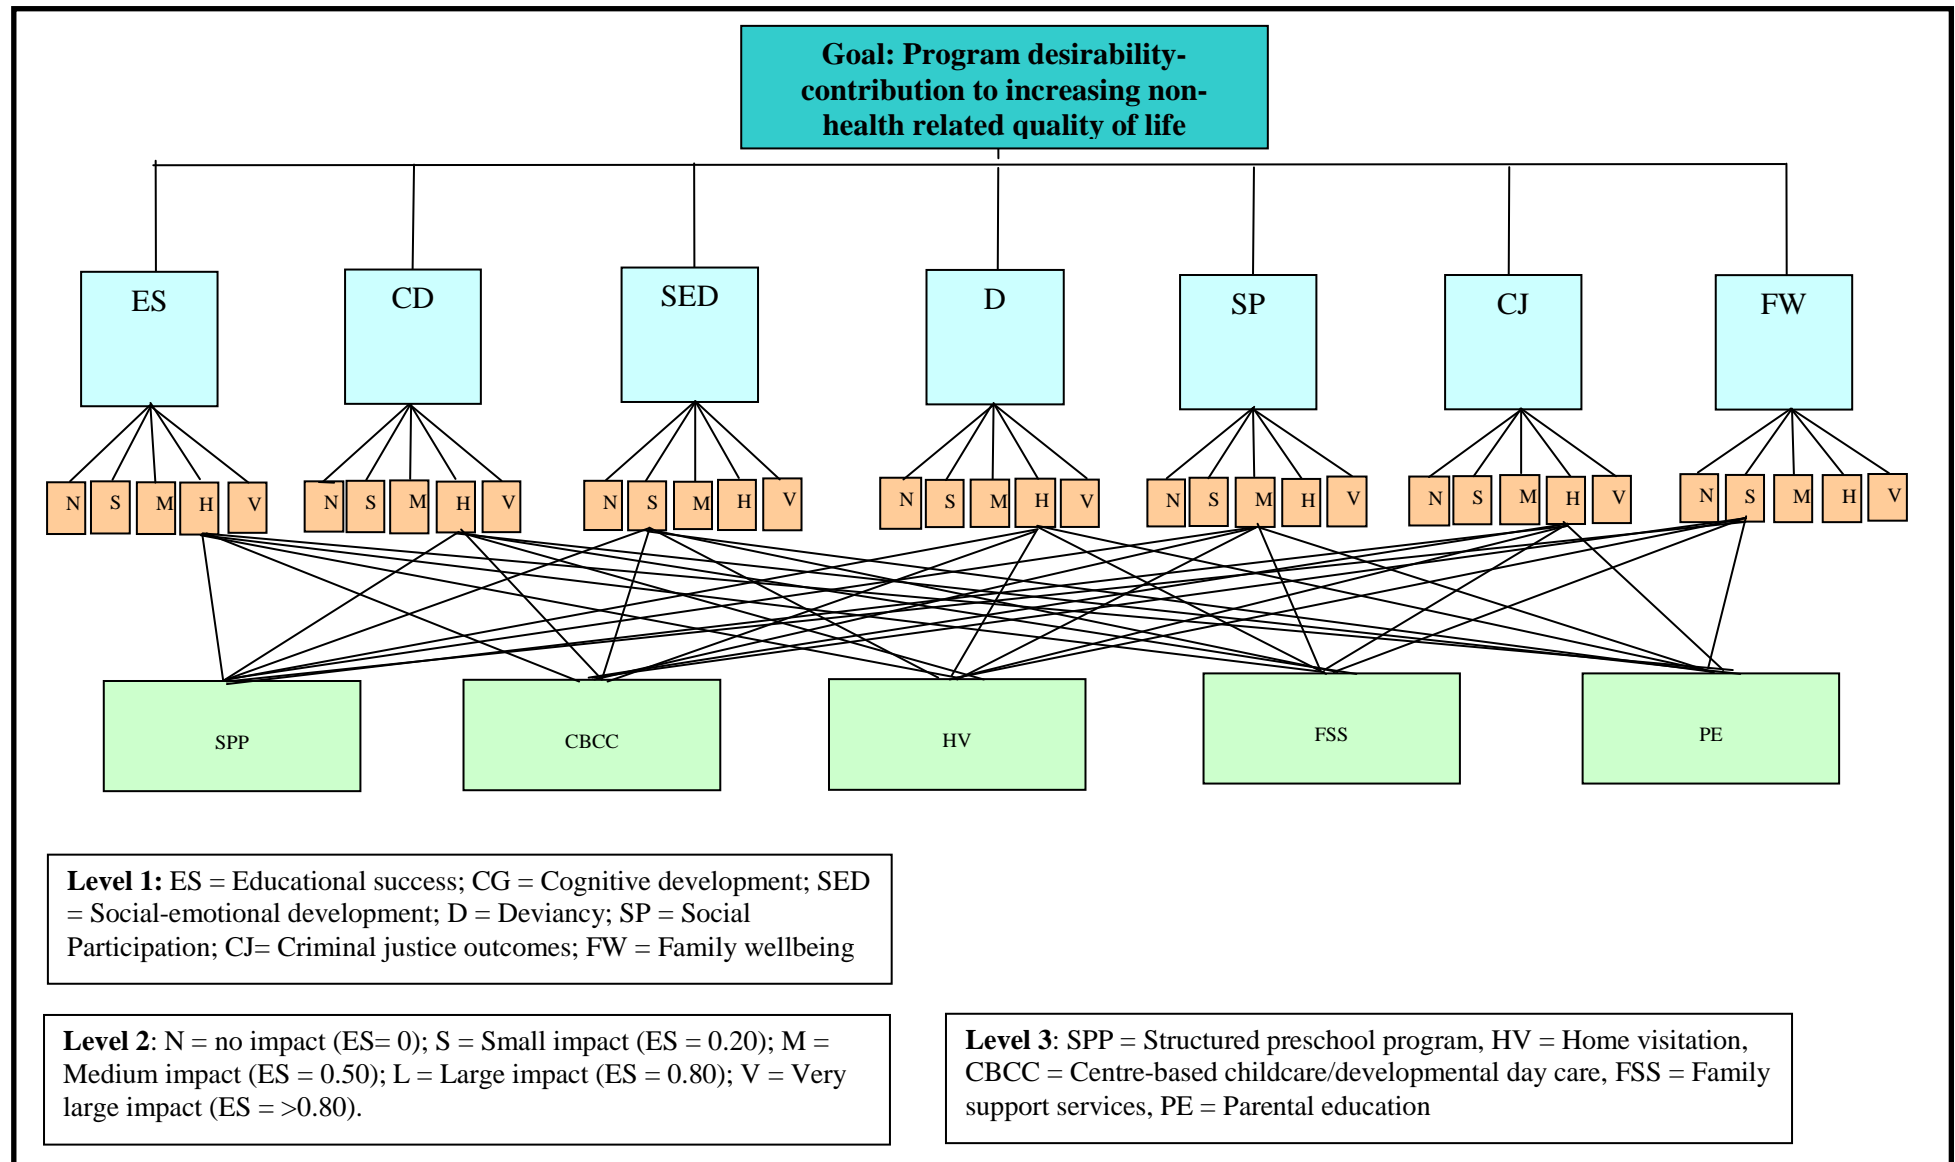 Goal: Program desirability-
contribution to increasing non-
health related quality of life
ES CD SED D SP CJ FW
N S M H V N S M H V N S M H V N S M H V N S M H V N S M H V N S M H V
SPP CBCC HV FSS PE
Level 1: ES = Educational success; CG = Cognitive development; SED
= Social-emotional development; D = Deviancy; SP = Social
Participation; CJ= Criminal justice outcomes; FW = Family wellbeing
Level 2: N = no impact (ES= 0); S = Small impact (ES = 0.20); M =
Medium impact (ES = 0.50); L = Large impact (ES = 0.80); V = Very
large impact (ES = >0.80).
Level 3: SPP = Structured preschool program, HV = Home visitation,
CBCC = Centre-based childcare/developmental day care, FSS = Family
support services, PE = Parental education